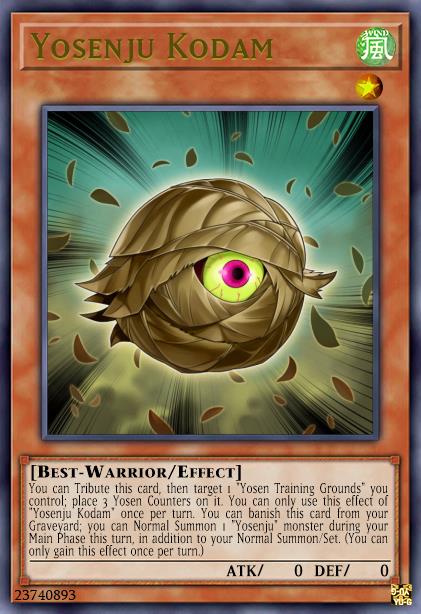 Yosenju Kodam
WIND
風
[Best-Warrior/Effect]
You can Tribute this card, then target 1 "Yosen Training Grounds" you
control; place 3 Yosen Counters on it. You can only use this effect of
"Yosenju Kodam" once per turn. You can banish this card from your
Graveyard; you can Normal Summon 1 "Yosenju" monster during your
Main Phase this turn, in addition to your Normal Summon/Set. (You can
only gain this effect once per turn.)
ATK/ 0 DEF/ 0
23740893